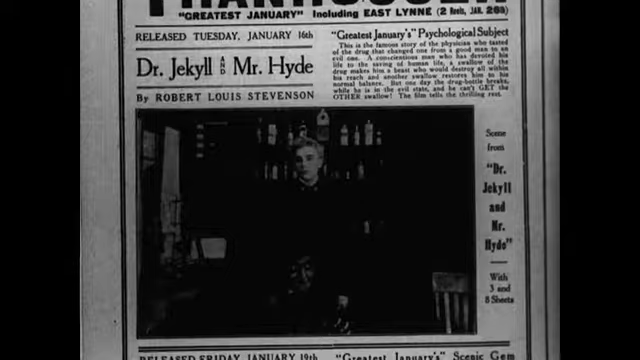 THANHOUSER
"GREATEST JANUARY" Including EAST LYNNE (2 Reels, JAN. 26th)
RELEASED TUESDAY, JANUARY 16th
Dr. Jekyll AND Mr. Hyde
By ROBERT LOUIS STEVENSON
"Greatest January's" Psychological Subject
This is the famous story of the physician who tasted
of the drug that changed one from a good man to an
evil one. A conscientious man who has devoted his
life to the saving of human life, a swallow of the
drug makes him a beast who would destroy all within
his reach and another swallow restores him to his
normal balance. But one day the drug-bottle breaks,
while he is in the evil state, and he can't GET the
OTHER swallow! The film tells the thrilling rest.
Scene
from
"Dr.
Jekyll
and
Mr.
Hyde"
With
3 and
8 Sheets
RELEASED FRIDAY, JANUARY 19th
"Greatest January's" Scenic Gem